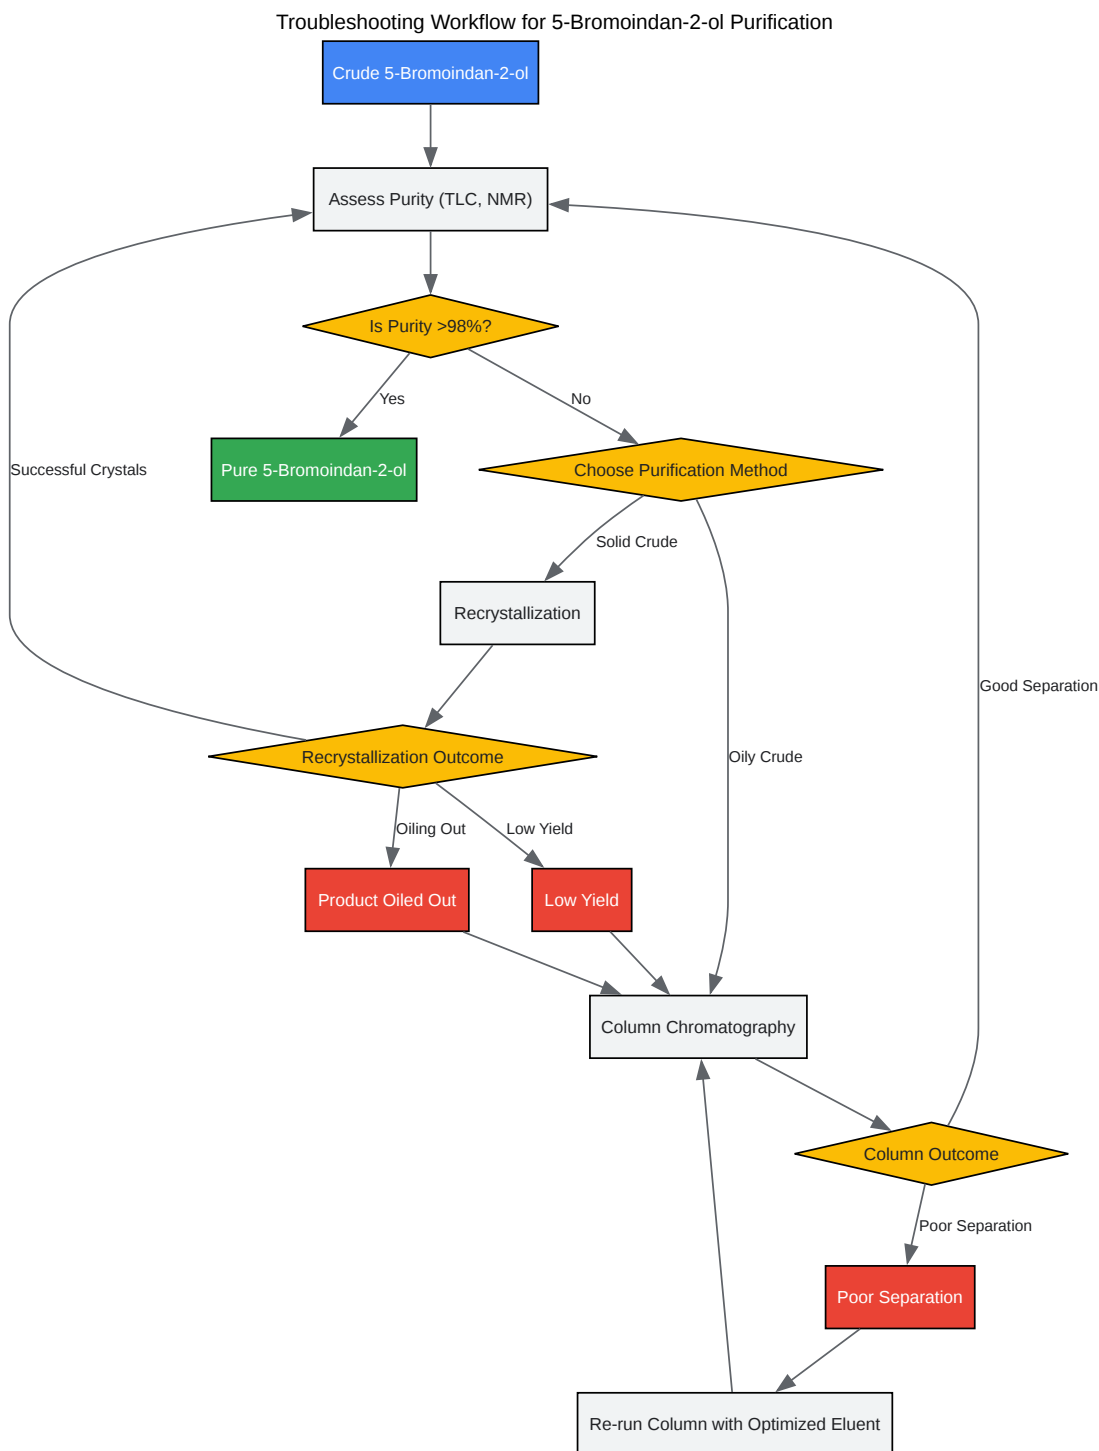 Troubleshooting Workflow for 5-Bromoindan-2-ol Purification
Crude 5-Bromoindan-2-ol
Assess Purity (TLC, NMR)
Is Purity >98%?
Yes
No
Successful Crystals
Pure 5-Bromoindan-2-ol
Choose Purification Method
Solid Crude
Recrystallization
Good Separation
Recrystallization Outcome
Oily Crude
Oiling Out
Low Yield
Product Oiled Out
Low Yield
Column Chromatography
Column Outcome
Poor Separation
Poor Separation
Re-run Column with Optimized Eluent